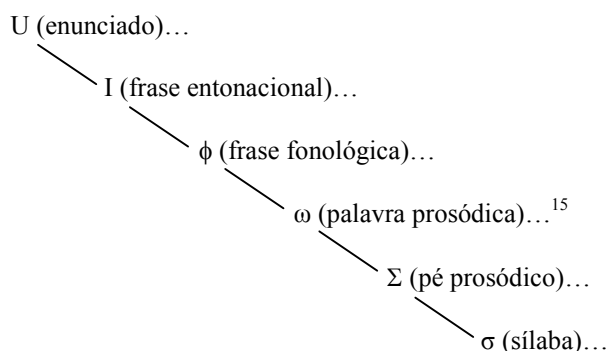 U (enunciado)…
I (frase entonacional)…
ϕ (frase fonológica)…
ω (palavra prosódica)…¹⁵
Σ (pé prosódico)…
σ (sílaba)…